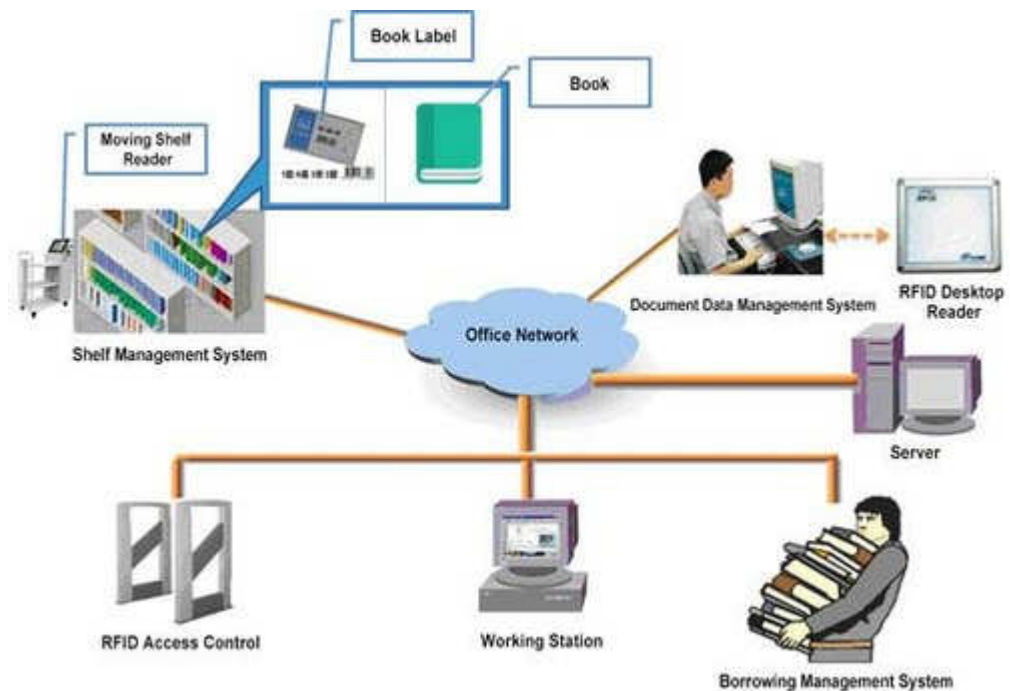 Book Label
Book
Moving Shelf
Reader
Shelf Management System
Office Network
Document Data Management System
RFID Desktop
Reader
Server
RFID Access Control
Working Station
Borrowing Management System